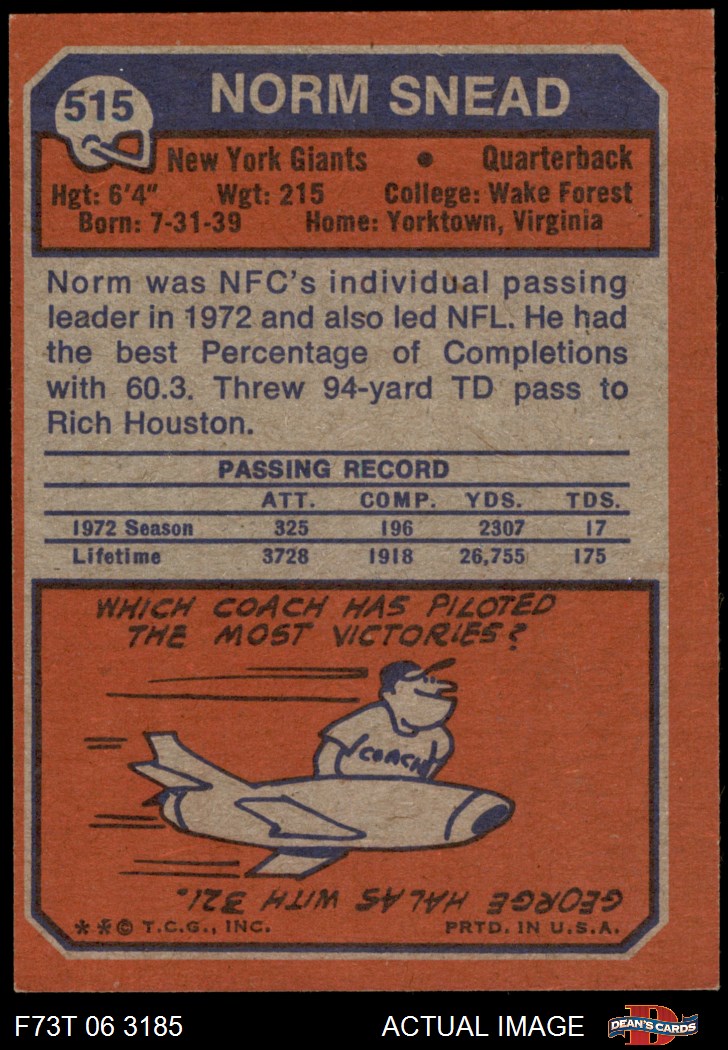 515
NORM SNEAD
New York Giants • Quarterback
Hgt: 6'4" Wgt: 215 College: Wake Forest
Born: 7-31-39 Home: Yorktown, Virginia
Norm was NFC's individual passing
leader in 1972 and also led NFL. He had
the best Percentage of Completions
with 60.3. Threw 94-yard TD pass to
Rich Houston.
PASSING RECORD
ATT. COMP. YDS. TDS.
1972 Season 325 196 2307 17
Lifetime 3728 1918 26,755 175
WHICH COACH HAS PILOTED
THE MOST VICTORIES?
COACH
GEORGE HALAS WITH 321.
**© T.C.G., INC. PRTD. IN U.S.A.
F73T 06 3185 ACTUAL IMAGE
D
DEAN'S CARDS